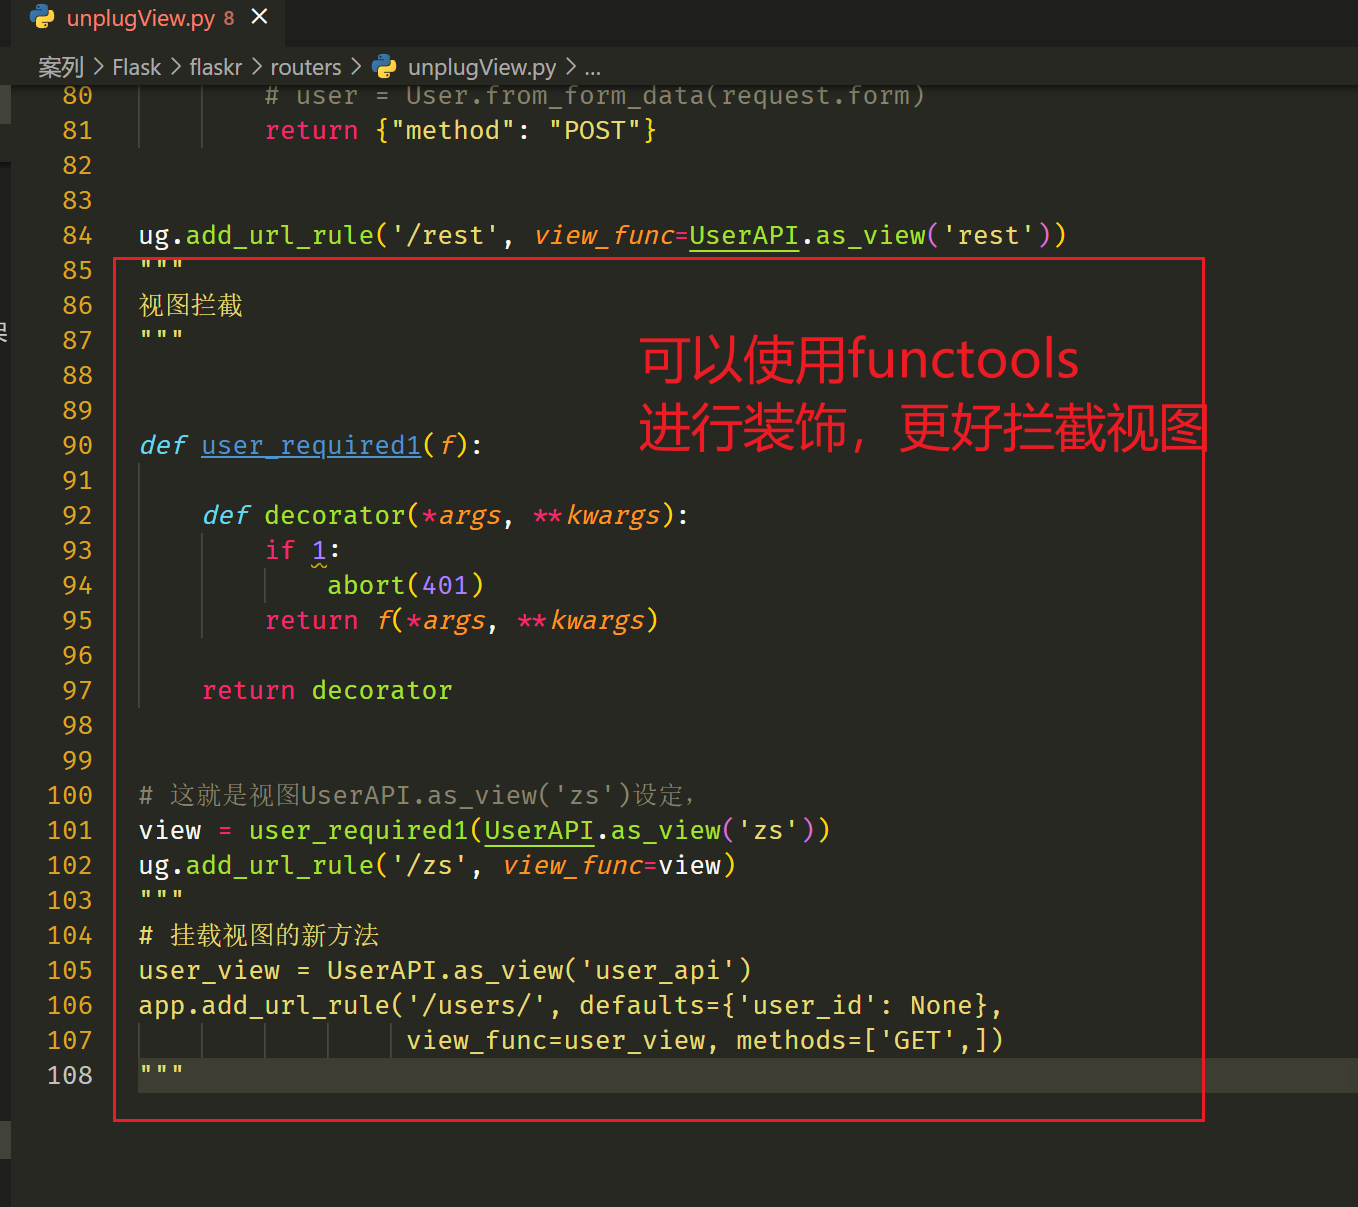 unplugView.py 8 ×
案列 > Flask > flaskr > routers > unplugView.py > ...
80 # user = User.from_form_data(request.form)
81 return {"method": "POST"}
82
83
84 ug.add_url_rule('/rest', view_func=UserAPI.as_view('rest'))
85 """
86 视图拦截
87 """
可以使用functools
88
89
进行装饰，更好拦截视图
90 def user_required1(f):
91
92 def decorator(*args, **kwargs):
93 if 1:
94 abort(401)
95 return f(*args, **kwargs)
96
97 return decorator
98
99
100 # 这就是视图UserAPI.as_view('zs')设定，
101 view = user_required1(UserAPI.as_view('zs'))
102 ug.add_url_rule('/zs', view_func=view)
103 """
104 # 挂载视图的新方法
105 user_view = UserAPI.as_view('user_api')
106 app.add_url_rule('/users/', defaults={'user_id': None},
107 view_func=user_view, methods=['GET',])
108 """